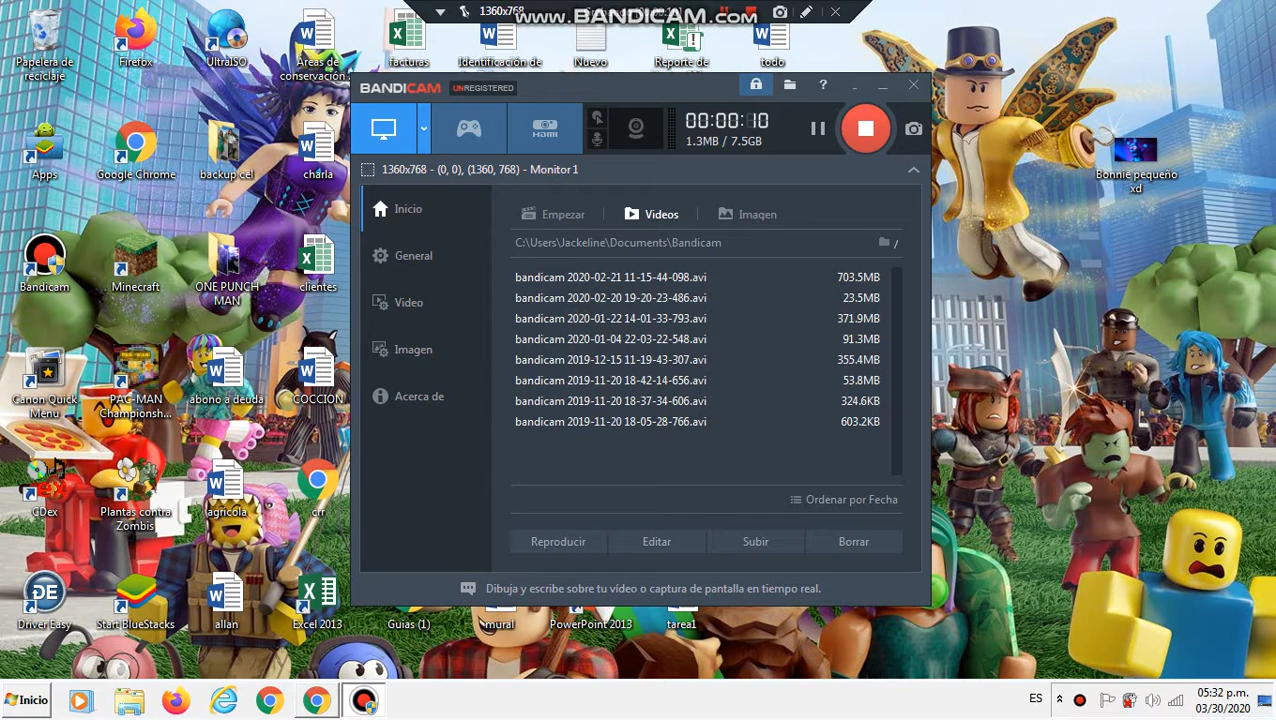 1360x768
www.BANDICAM.com
Papelera de reciclaje
Firefox
UltraISO
Areas de conservación
facturas
Identificación de
Nuevo
Reporte de
todo
BANDICAM UNREGISTERED
?
HDMI
00:00:10
1.3MB / 7.5GB
1360x768 - (0, 0), (1360, 768) - Monitor1
Inicio
General
Video
Imagen
Acerca de
Empezar
Videos
Imagen
C:\Users\Jackeline\Documents\Bandicam
/
bandicam 2020-02-21 11-15-44-098.avi 703.5MB
bandicam 2020-02-20 19-20-23-486.avi 23.5MB
bandicam 2020-01-22 14-01-33-793.avi 371.9MB
bandicam 2020-01-04 22-03-22-548.avi 91.3MB
bandicam 2019-12-15 11-19-43-307.avi 355.4MB
bandicam 2019-11-20 18-42-14-656.avi 53.8MB
bandicam 2019-11-20 18-37-34-606.avi 324.6KB
bandicam 2019-11-20 18-05-28-766.avi 603.2KB
Ordenar por Fecha
Reproducir
Editar
Subir
Borrar
Dibuja y escribe sobre tu vídeo o captura de pantalla en tiempo real.
Apps
Google Chrome
backup cel
charla
Bonnie pequeño xd
Bandicam
Minecraft
ONE PUNCH MAN
clientes
Canon Quick Menu
PAC-MAN Championsh...
abono a deuda
COCCION
CDex
Plantas contra Zombis
agricola
crr
Driver Easy
Start BlueStacks
allan
Excel 2013
Guias (1)
mural
PowerPoint 2013
tarea1
Inicio
ES
05:32 p.m.
03/30/2020